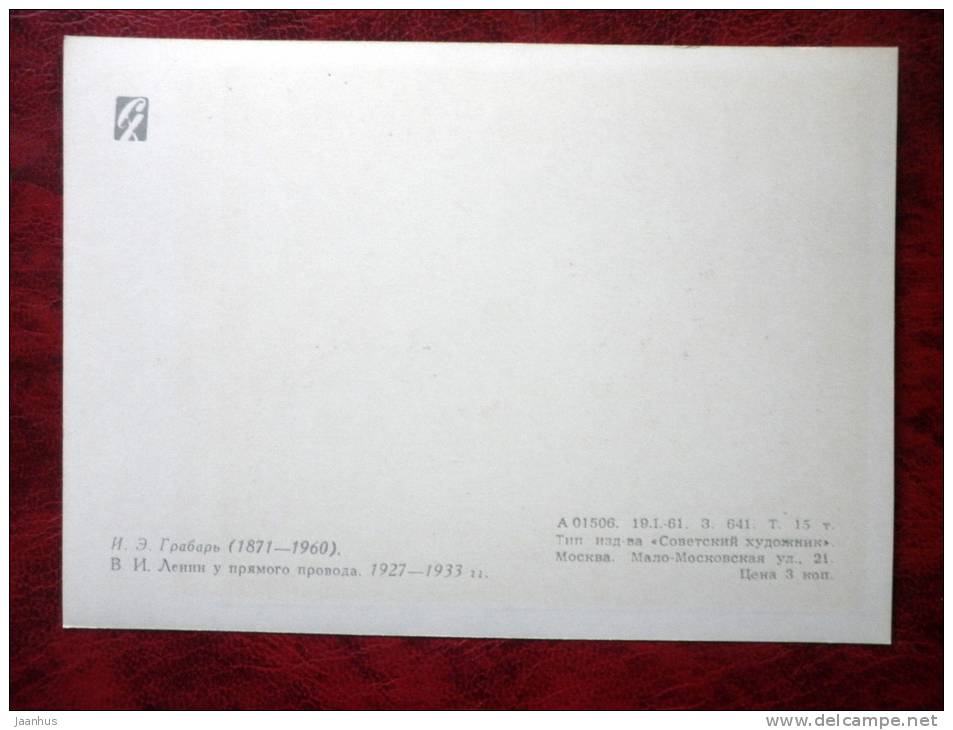 СХ
И. Э. Грабарь (1871—1960).
В. И. Ленин у прямого провода. 1927—1933 гг.
А 01506. 19.I.-61. З. 641. Т. 15 т.
Тип изд-ва «Советский художник».
Москва. Мало-Московская ул., 21.
Цена 3 коп.
jaanhus
www.delcampe.net